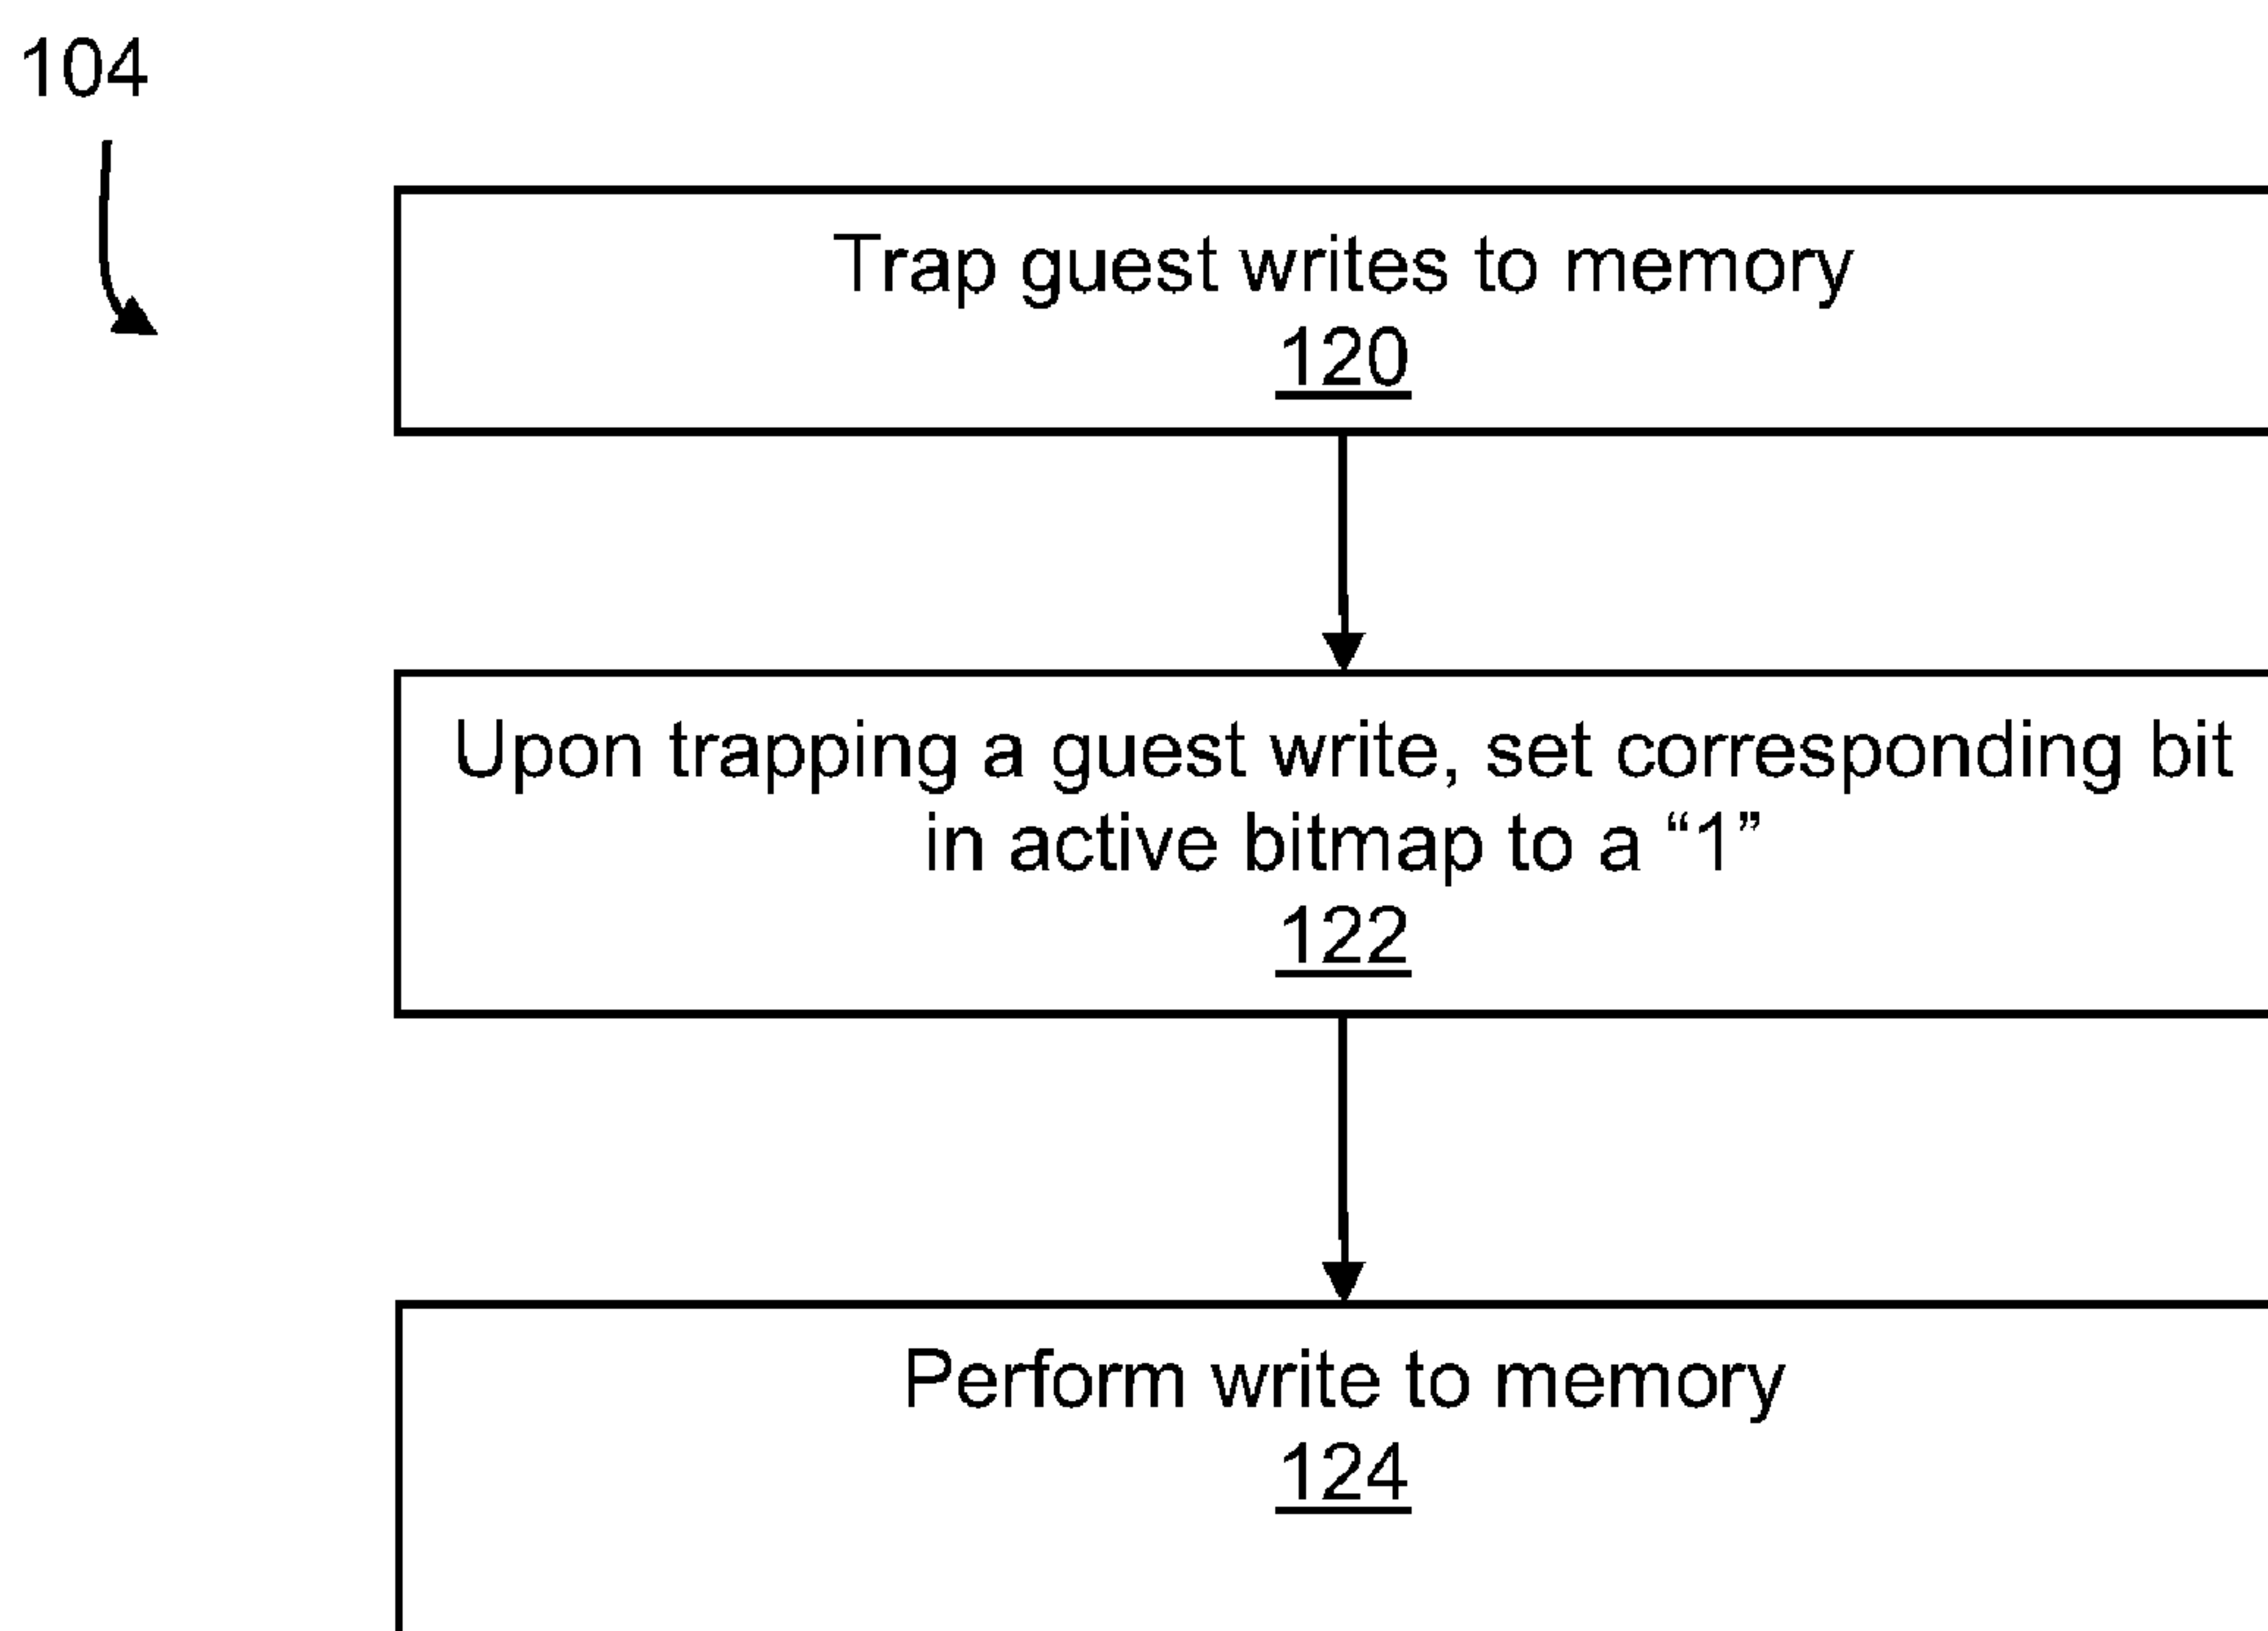 104
Trap guest writes to memory
120
Upon trapping a guest write, set corresponding bit
in active bitmap to a “1”
122
Perform write to memory
124